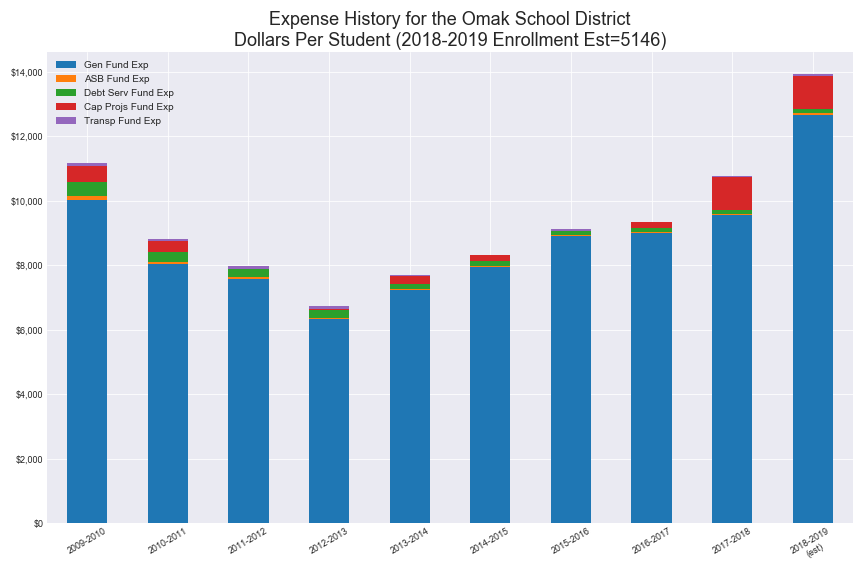 Expense History for the Omak School District
Dollars Per Student (2018-2019 Enrollment Est=5146)
Gen Fund Exp
ASB Fund Exp
Debt Serv Fund Exp
Cap Projs Fund Exp
Transp Fund Exp
$14,000
$12,000
$10,000
$8,000
$6,000
$4,000
$2,000
$0
2009-2010
2010-2011
2011-2012
2012-2013
2013-2014
2014-2015
2015-2016
2016-2017
2017-2018
2018-2019
(est)